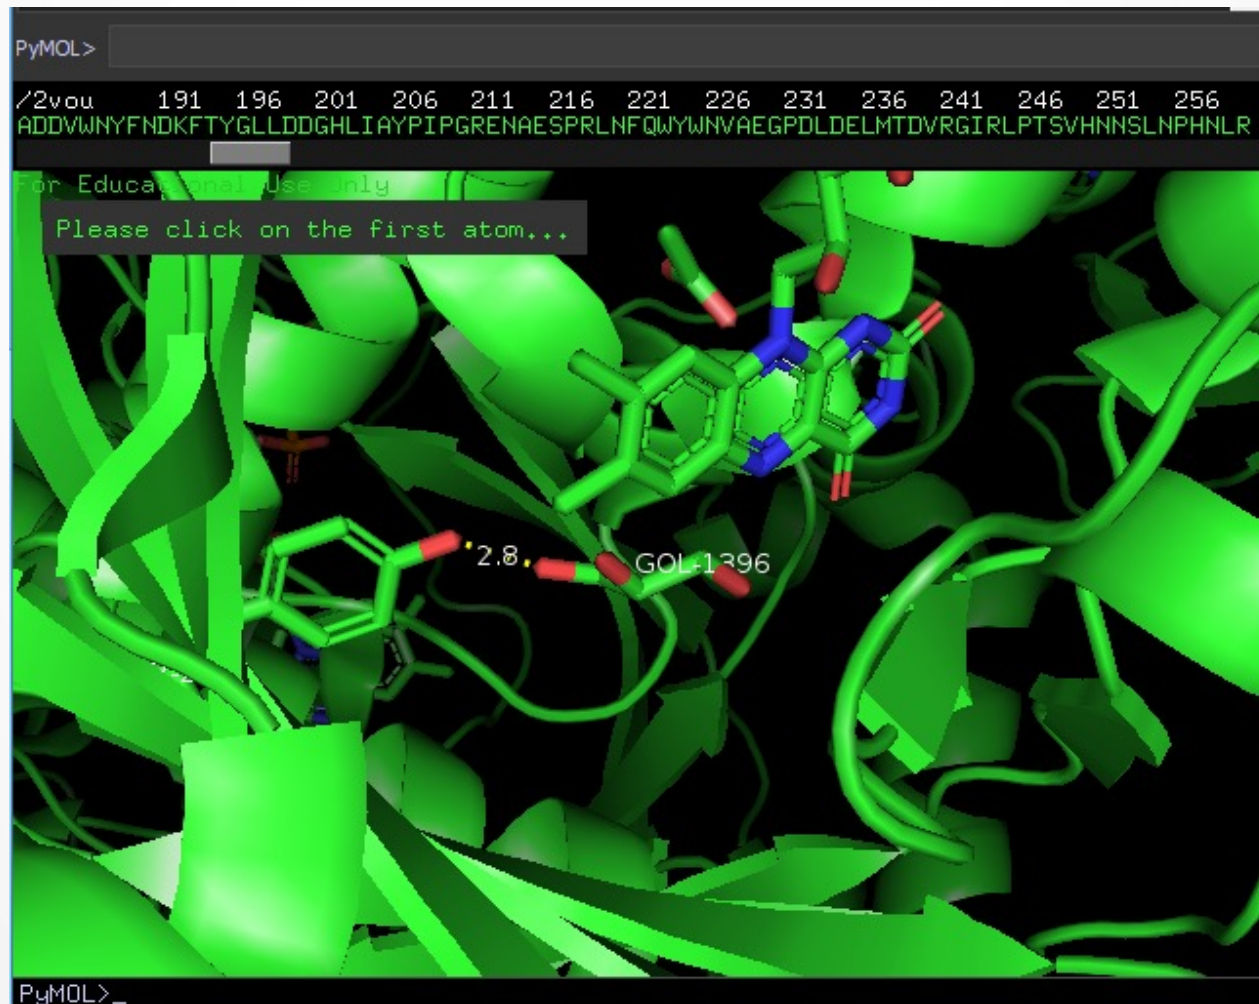 PyMOL>
/2vou 191 196 201 206 211 216 221 226 231 236 241 246 251 256
ADDVWNYFNDKFTYGLLDDGHLIAYPIPGRENAESPRLNFQWYWNVAEGPDLDELMTDVRGIRLPTSVHNNSLNPHNLR
For Educational Use Only
Please click on the first atom...
2.8
GOL-1396
PyMOL>_